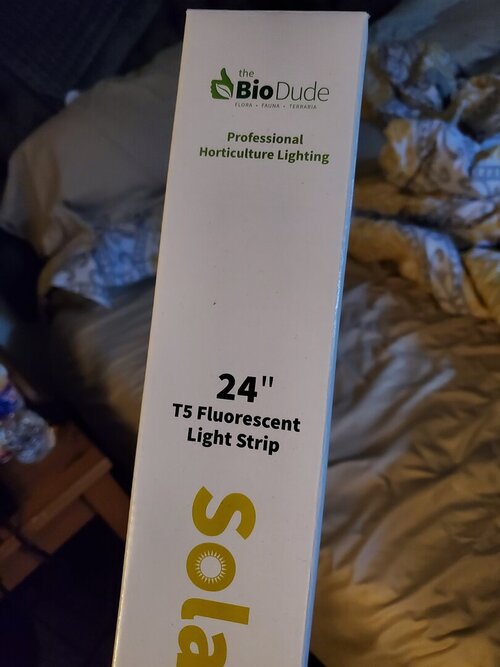 the
BioDude
FLORA • FAUNA • TERRARIA
Professional
Horticulture Lighting
24"
T5 Fluorescent
Light Strip
Sola